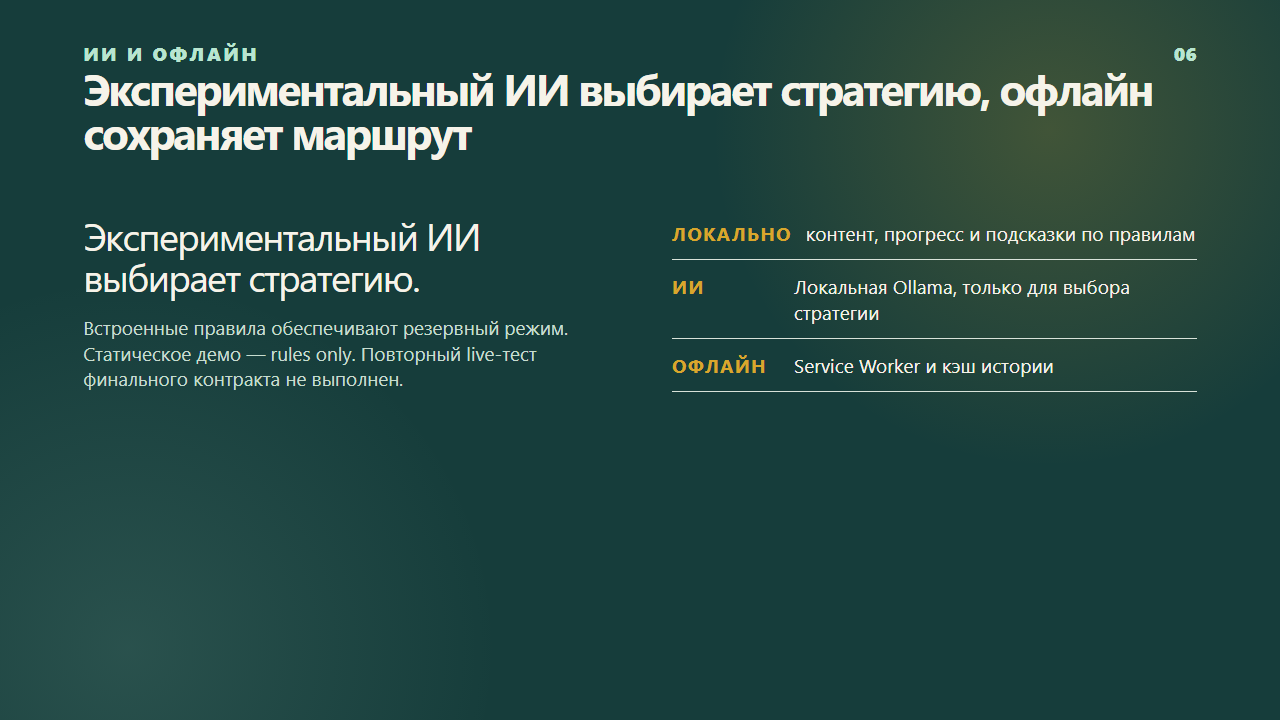 ИИ И ОФЛАЙН
06
Экспериментальный ИИ выбирает стратегию, офлайн
сохраняет маршрут
Экспериментальный ИИ
выбирает стратегию.
Встроенные правила обеспечивают резервный режим.
Статическое демо — rules only. Повторный live-тест
финального контракта не выполнен.
ЛОКАЛЬНО контент, прогресс и подсказки по правилам
ИИ Локальная Ollama, только для выбора
стратегии
ОФЛАЙН Service Worker и кэш истории